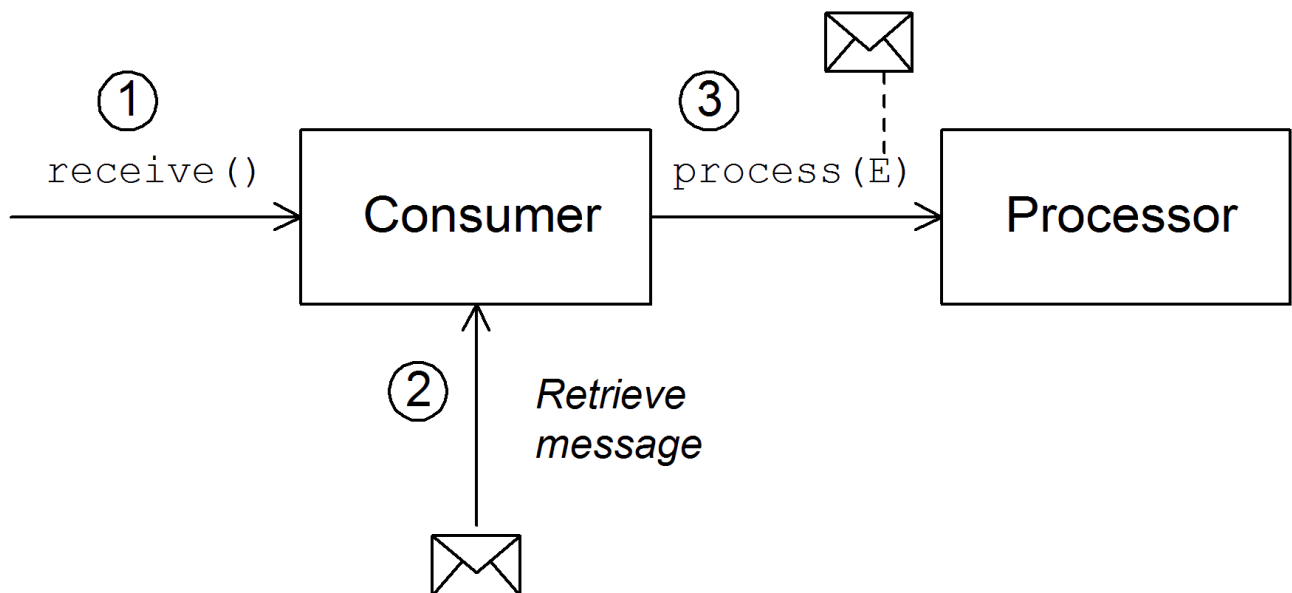 1
receive()
Consumer
3
process(E)
Processor
2
Retrieve
message